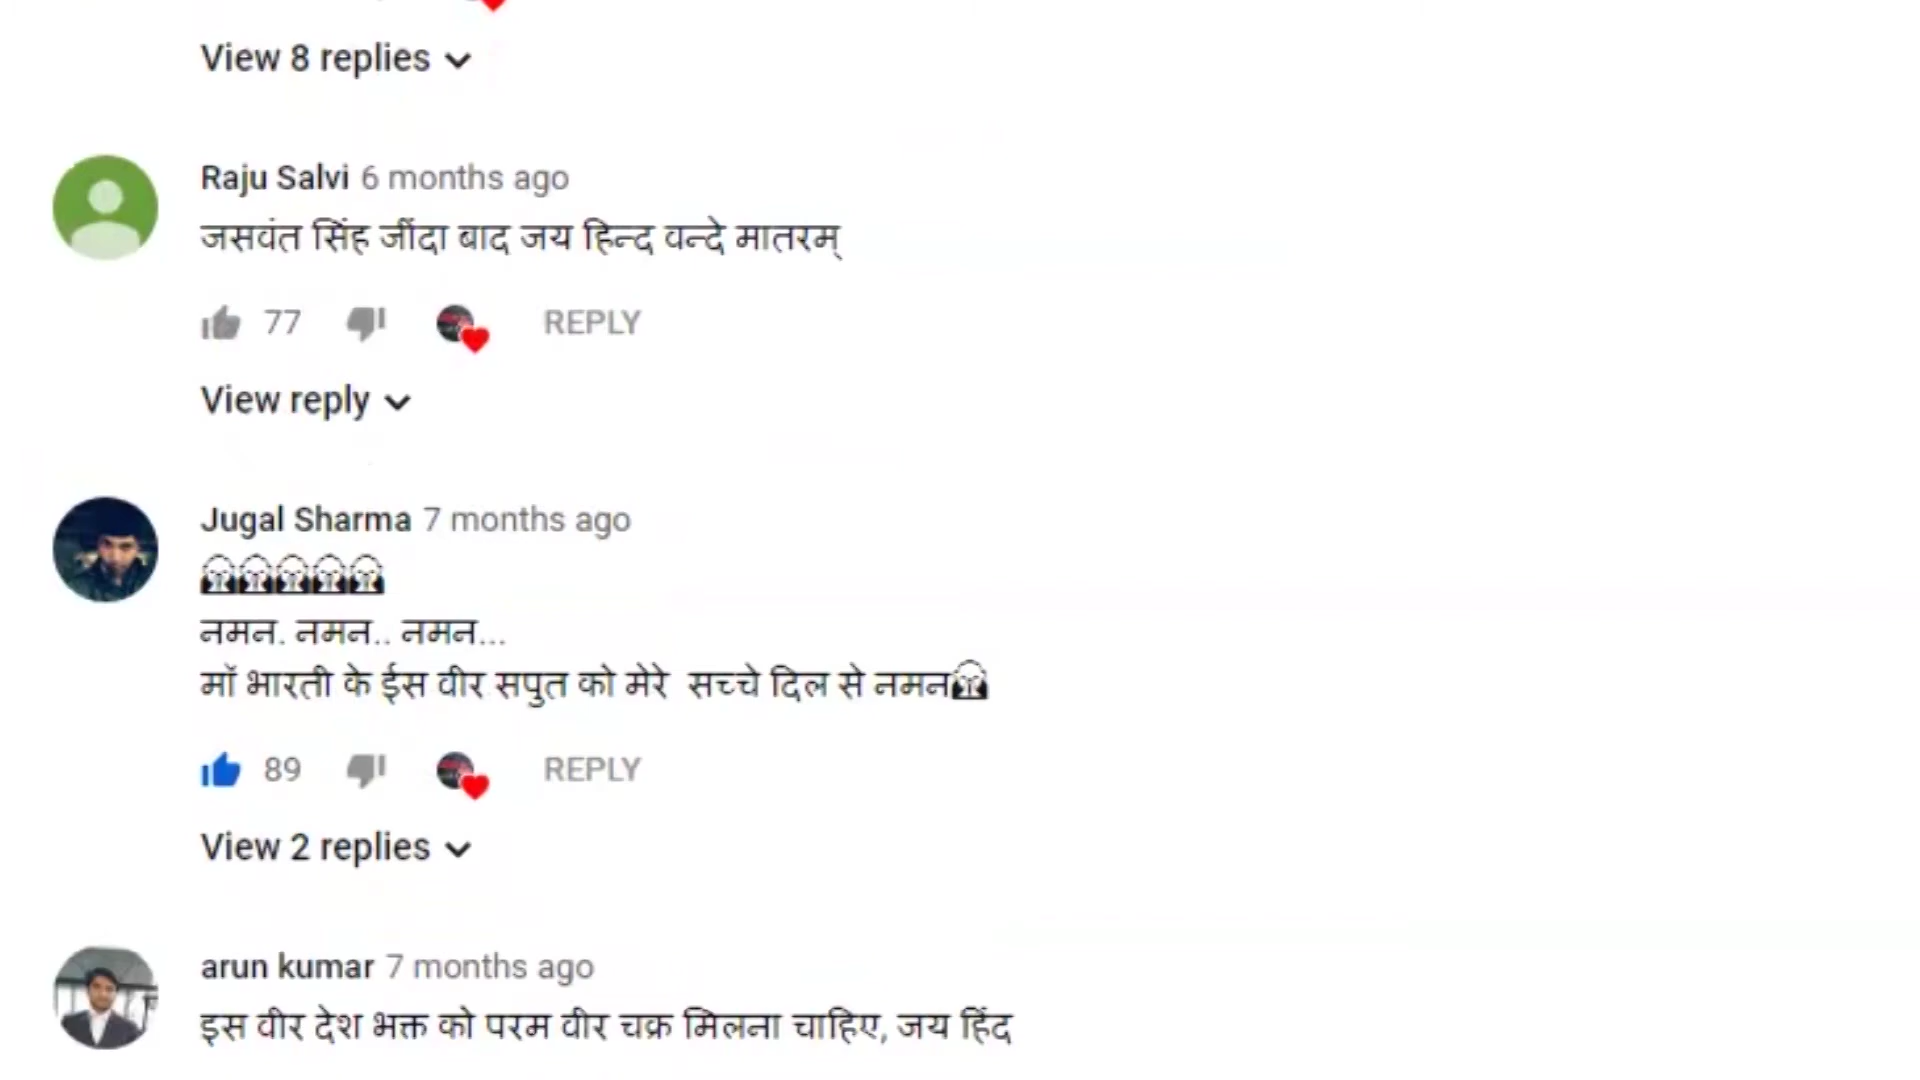 View 8 replies
Raju Salvi 6 months ago
जसवंत सिंह जींदा बाद जय हिन्द वन्दे मातरम्
77 REPLY
View reply
Jugal Sharma 7 months ago
नमन. नमन.. नमन...
मॉ भारती के ईस वीर सपुत को मेरे सच्चे दिल से नमन
89 REPLY
View 2 replies
arun kumar 7 months ago
इस वीर देश भक्त को परम वीर चक्र मिलना चाहिए, जय हिंद